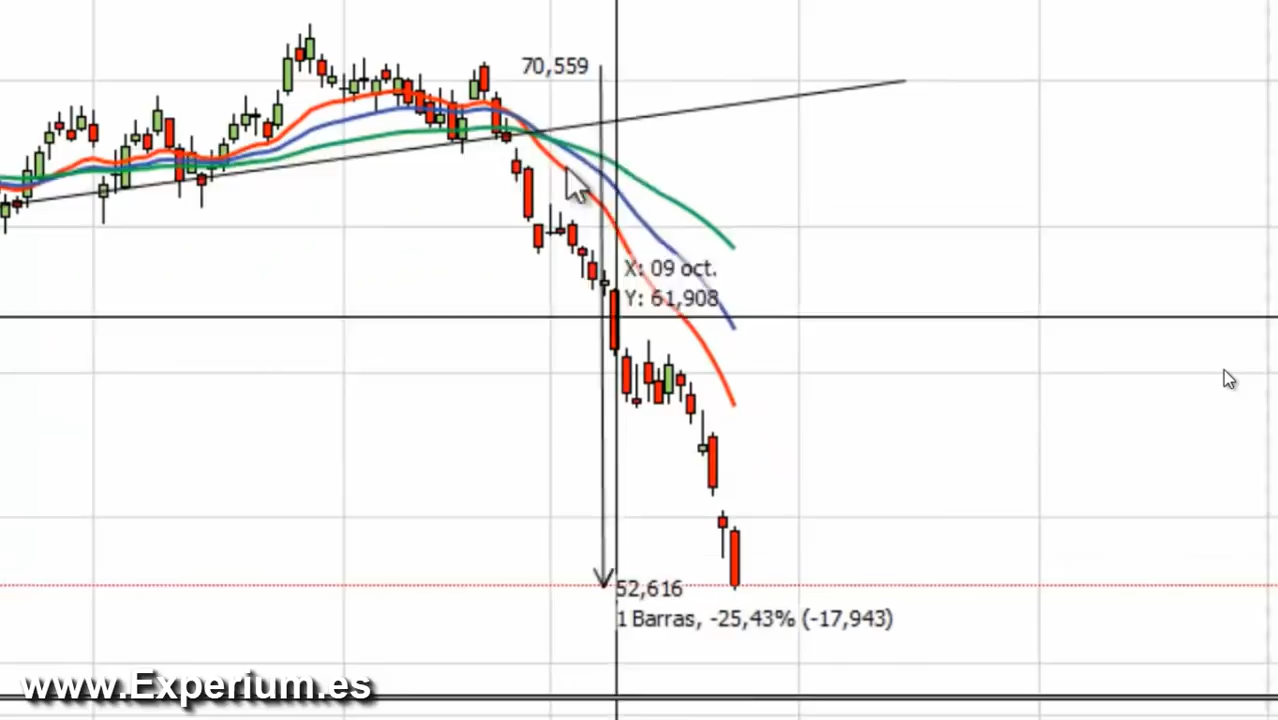 70,559
X: 09 oct.
Y: 61,908
52,616
1 Barras, -25,43% (-17,943)
www.Experium.es